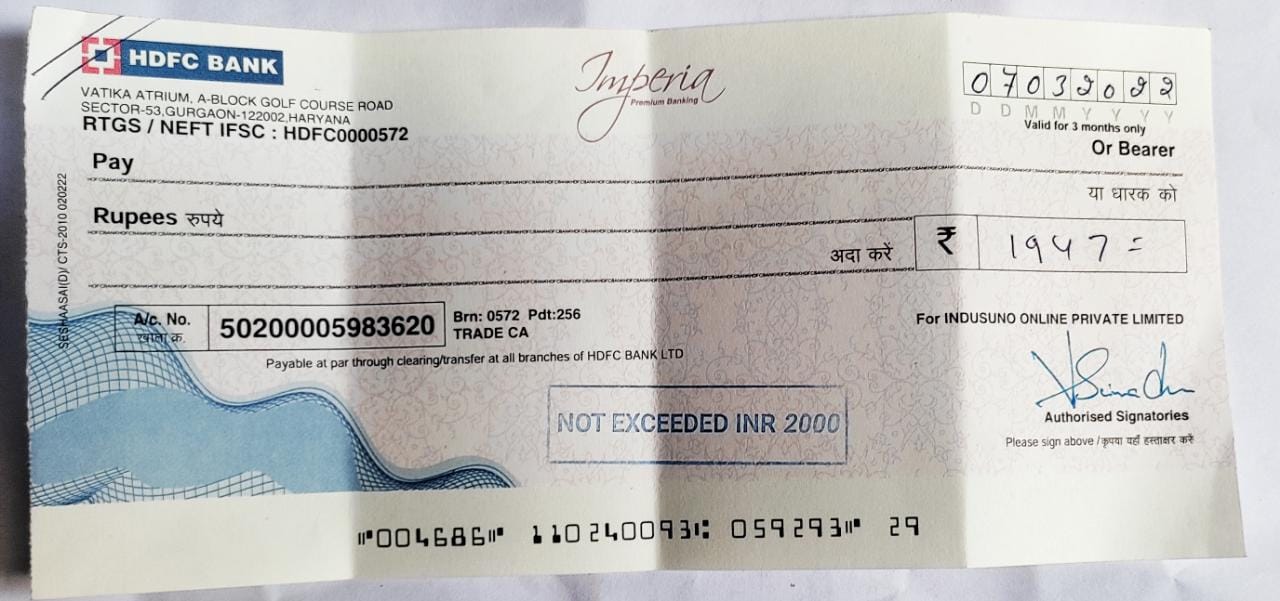 HDFC BANK
VATIKA ATRIUM, A-BLOCK GOLF COURSE ROAD
SECTOR-53,GURGAON-122002,HARYANA
RTGS / NEFT IFSC : HDFC0000572
Imperia
Premium Banking
07032022
D D M M Y Y Y Y
Valid for 3 months only
Pay
Or Bearer
या धारक को
Rupees रुपये
अदा करें
₹ 1947=
A/c. No.
खाता क्र.
50200005983620
Brn: 0572 Pdt:256
TRADE CA
Payable at par through clearing/transfer at all branches of HDFC BANK LTD
For INDUSUNO ONLINE PRIVATE LIMITED
NOT EXCEEDED INR 2000
Authorised Signatories
Please sign above /कृपया यहाँ हस्ताक्षर करें
SESHAASAI(D)/ CTS-2010 020222
⑈004686⑈ 110240093⑆ 059293⑈ 29